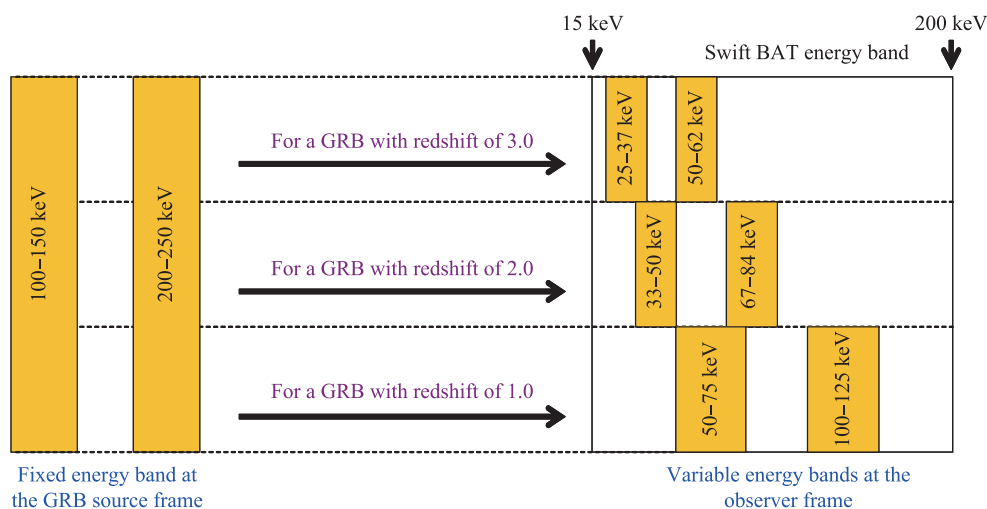 15 keV
200 keV
Swift BAT energy band
100–150 keV
200–250 keV
For a GRB with redshift of 3.0
25–37 keV
50–62 keV
For a GRB with redshift of 2.0
33–50 keV
67–84 keV
For a GRB with redshift of 1.0
50–75 keV
100–125 keV
Fixed energy band at
the GRB source frame
Variable energy bands at the
observer frame